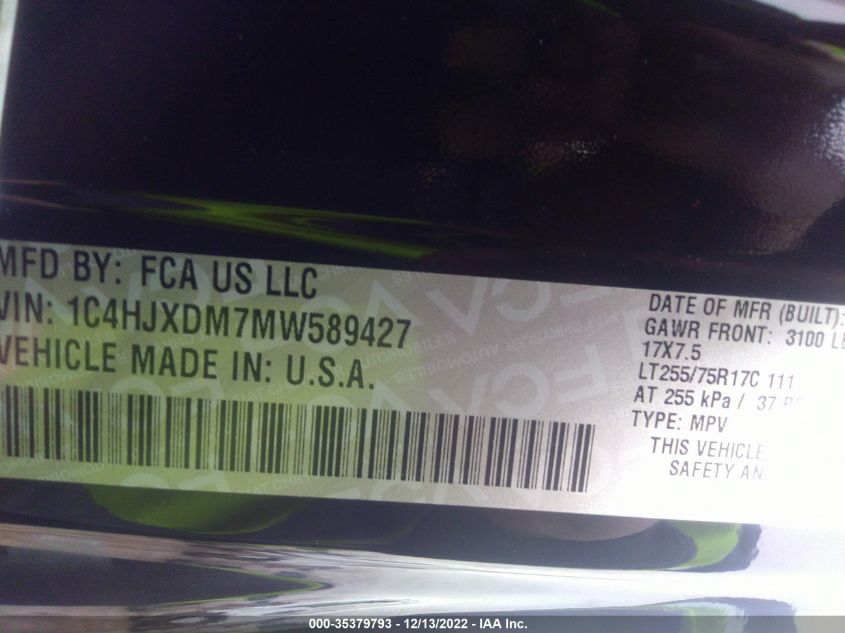 MFD BY: FCA US LLC
VIN: 1C4HJXDM7MW589427
VEHICLE MADE IN: U.S.A.
DATE OF MFR (BUILT):
GAWR FRONT: 3100
17X7.5
LT255/75R17C 111
AT 255 kPa / 37
TYPE: MPV
THIS VEHICLE
SAFETY
000-35379793 - 12/13/2022 - IAA Inc.